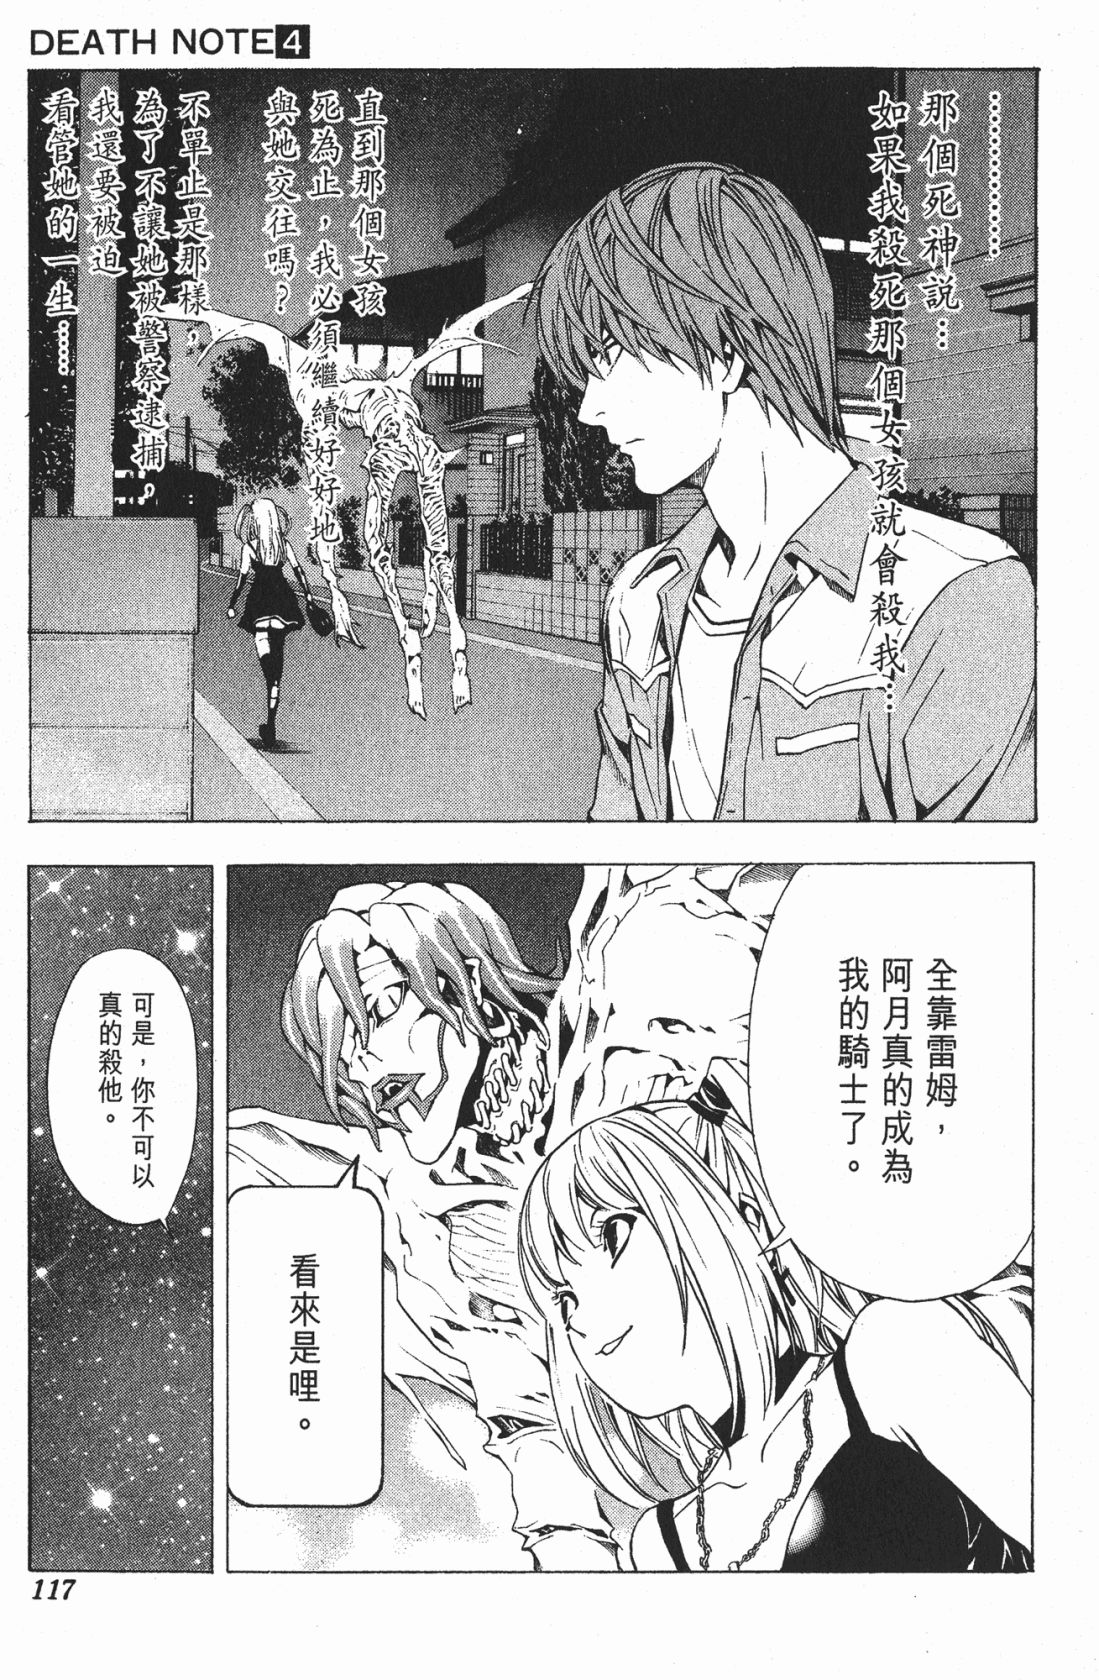 DEATH NOTE 4
…………………
那個死神說…
如果我殺死那個女孩就會殺我…
直到那個女孩
死為止，我必須繼續好好地
與她交往嗎？
不單止是那樣，
為了不讓她被警察逮捕，
我還要被迫
看管她的一生……
全靠雷姆，
阿月真的成為
我的騎士了。
看來是哩。
可是，你不可以
真的殺他。
117